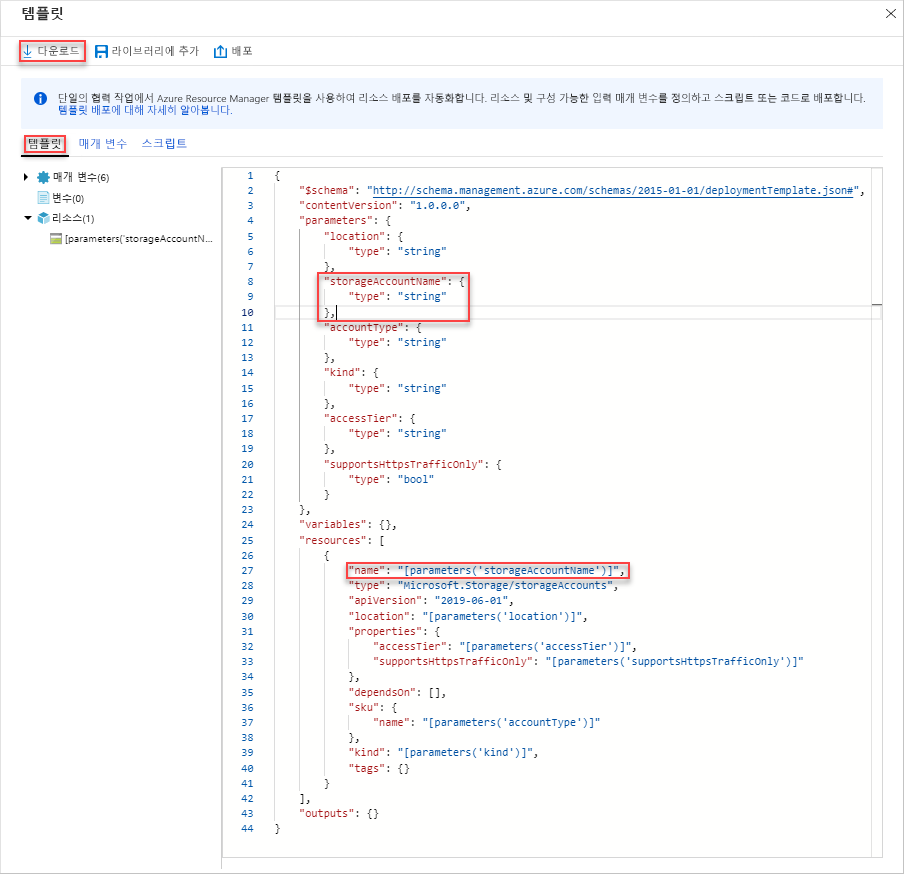 템플릿
다운로드 라이브러리에 추가 배포
단일의 협력 작업에서 Azure Resource Manager 템플릿을 사용하여 리소스 배포를 자동화합니다. 리소스 및 구성 가능한 입력 매개 변수를 정의하고 스크립트 또는 코드로 배포합니다.
템플릿 배포에 대해 자세히 알아봅니다.
템플릿 매개 변수 스크립트
매개 변수(6)
변수(0)
리소스(1)
[parameters('storageAccountN...
1 {
2 "$schema": "http://schema.management.azure.com/schemas/2015-01-01/deploymentTemplate.json#",
3 "contentVersion": "1.0.0.0",
4 "parameters": {
5 "location": {
6 "type": "string"
7 },
8 "storageAccountName": {
9 "type": "string"
10 },
11 "accountType": {
12 "type": "string"
13 },
14 "kind": {
15 "type": "string"
16 },
17 "accessTier": {
18 "type": "string"
19 },
20 "supportsHttpsTrafficOnly": {
21 "type": "bool"
22 }
23 },
24 "variables": {},
25 "resources": [
26 {
27 "name": "[parameters('storageAccountName')]",
28 "type": "Microsoft.Storage/storageAccounts",
29 "apiVersion": "2019-06-01",
30 "location": "[parameters('location')]",
31 "properties": {
32 "accessTier": "[parameters('accessTier')]",
33 "supportsHttpsTrafficOnly": "[parameters('supportsHttpsTrafficOnly')]"
34 },
35 "dependsOn": [],
36 "sku": {
37 "name": "[parameters('accountType')]"
38 },
39 "kind": "[parameters('kind')]",
40 "tags": {}
41 }
42 ],
43 "outputs": {}
44 }